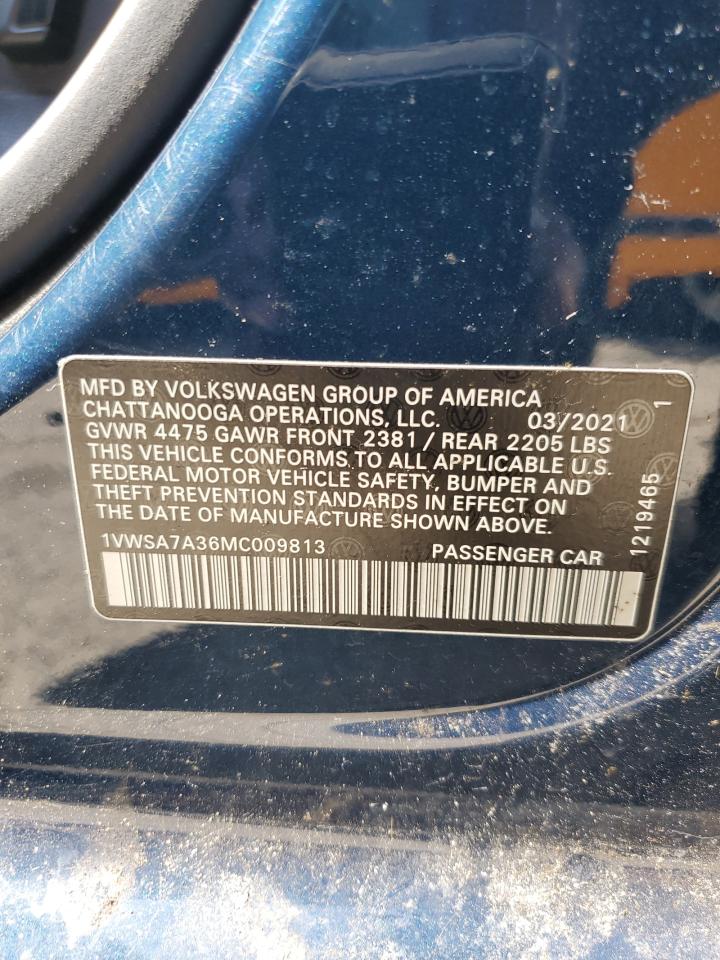 MFD BY VOLKSWAGEN GROUP OF AMERICA
CHATTANOOGA OPERATIONS, LLC. 03/2021
GVWR 4475 GAWR FRONT 2381 / REAR 2205 LBS
THIS VEHICLE CONFORMS TO ALL APPLICABLE U.S.
FEDERAL MOTOR VEHICLE SAFETY, BUMPER AND
THEFT PREVENTION STANDARDS IN EFFECT ON
THE DATE OF MANUFACTURE SHOWN ABOVE.
1VWSA7A36MC009813 PASSENGER CAR
1219465 1